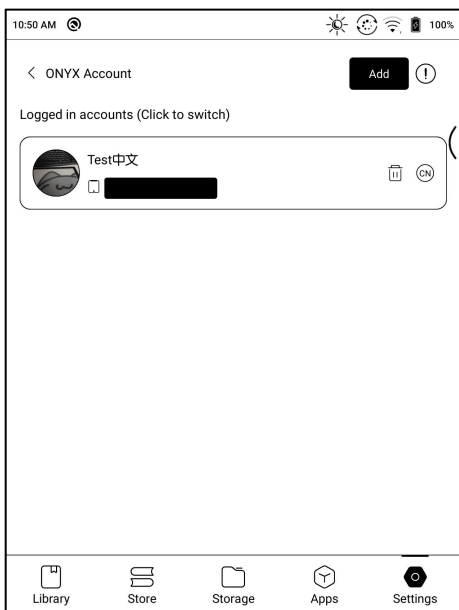 10:50 AM 100%
ONYX Account Add
Logged in accounts (Click to switch)
Test中文
CN
Library Store Storage Apps Settings